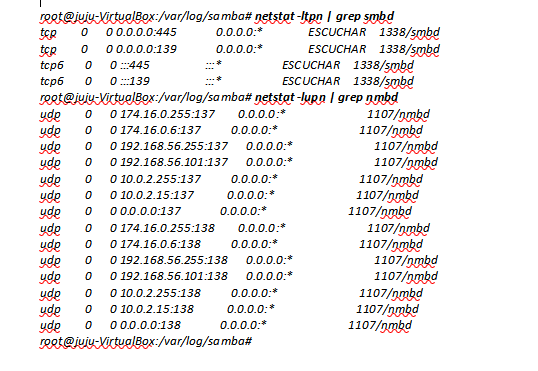 root@juju-VirtualBox:/var/log/samba# netstat -ltpn | grep smbd
tcp 0 0 0.0.0.0:445 0.0.0.0:* ESCUCHAR 1338/smbd
tcp 0 0 0.0.0.0:139 0.0.0.0:* ESCUCHAR 1338/smbd
tcp6 0 0 :::445 :::* ESCUCHAR 1338/smbd
tcp6 0 0 :::139 :::* ESCUCHAR 1338/smbd
root@juju-VirtualBox:/var/log/samba# netstat -lupn | grep nmbd
udp 0 0 174.16.0.255:137 0.0.0.0:* 1107/nmbd
udp 0 0 174.16.0.6:137 0.0.0.0:* 1107/nmbd
udp 0 0 192.168.56.255:137 0.0.0.0:* 1107/nmbd
udp 0 0 192.168.56.101:137 0.0.0.0:* 1107/nmbd
udp 0 0 10.0.2.255:137 0.0.0.0:* 1107/nmbd
udp 0 0 10.0.2.15:137 0.0.0.0:* 1107/nmbd
udp 0 0 0.0.0.0:137 0.0.0.0:* 1107/nmbd
udp 0 0 174.16.0.255:138 0.0.0.0:* 1107/nmbd
udp 0 0 174.16.0.6:138 0.0.0.0:* 1107/nmbd
udp 0 0 192.168.56.255:138 0.0.0.0:* 1107/nmbd
udp 0 0 192.168.56.101:138 0.0.0.0:* 1107/nmbd
udp 0 0 10.0.2.255:138 0.0.0.0:* 1107/nmbd
udp 0 0 10.0.2.15:138 0.0.0.0:* 1107/nmbd
udp 0 0 0.0.0.0:138 0.0.0.0:* 1107/nmbd
root@juju-VirtualBox:/var/log/samba#